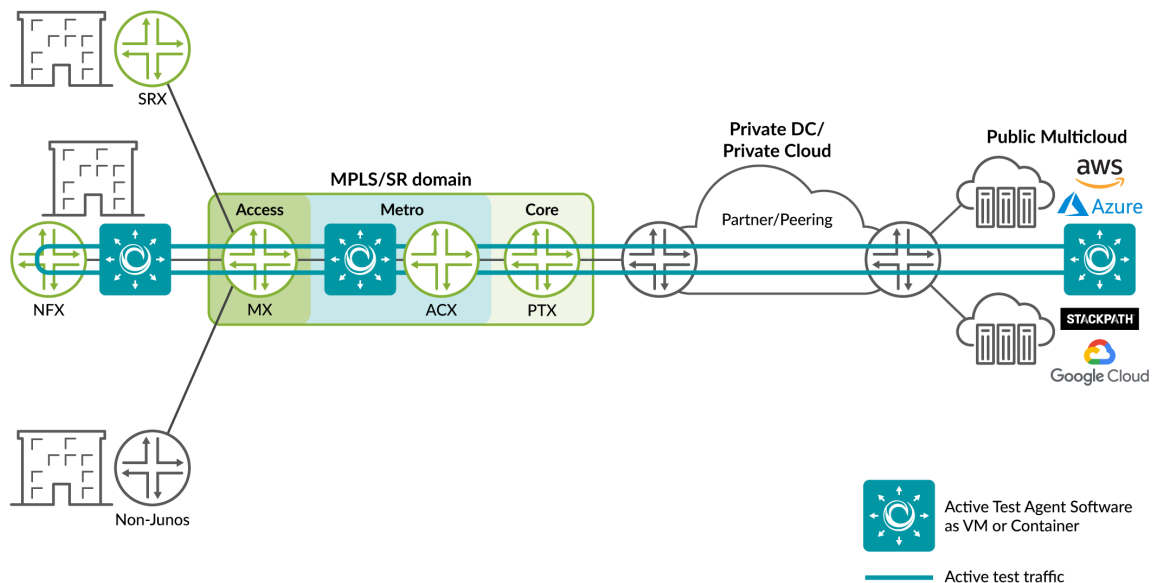 SRX
Private DC/
Private Cloud
Public Multicloud
aws
Azure
MPLS/SR domain
Access
Metro
Core
Partner/Peering
NFX
MX
ACX
PTX
STACKPATH
Google Cloud
Non-Junos
Active Test Agent Software
as VM or Container
Active test traffic